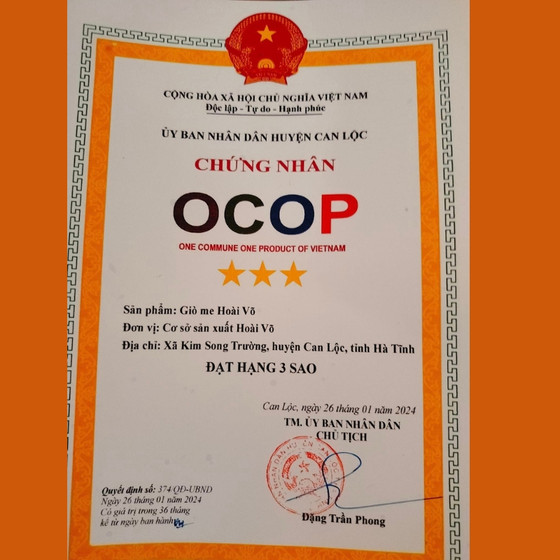 CỘNG HÒA XÃ HỘI CHỦ NGHĨA VIỆT NAM
Độc lập - Tự do - Hạnh phúc
ỦY BAN NHÂN DÂN HUYỆN CAN LỘC
CHỨNG NHẬN
OCOP
ONE COMMUNE ONE PRODUCT OF VIETNAM
Sản phẩm: Giò me Hoài Võ
Đơn vị: Cơ sở sản xuất Hoài Võ
Địa chỉ: Xã Kim Song Trường, huyện Can Lộc, tỉnh Hà Tĩnh
ĐẠT HẠNG 3 SAO
Can Lộc, ngày 26 tháng 01 năm 2024
TM. ỦY BAN NHÂN DÂN
CHỦ TỊCH
Đặng Trần Phong
Quyết định số: 374/QĐ-UBND
Ngày 26 tháng 01 năm 2024
Có giá trị trong 36 tháng
kể từ ngày ban hành